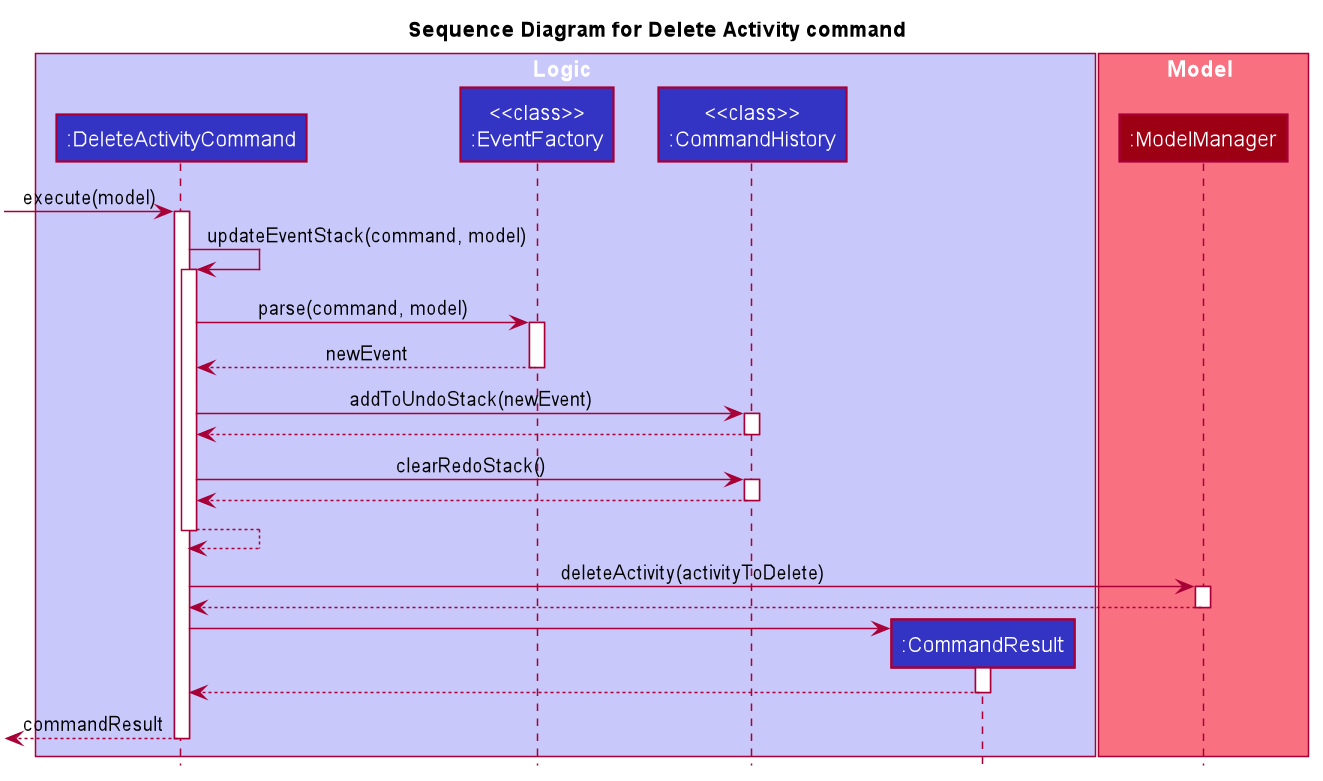 Sequence Diagram for Delete Activity command
Logic
Model
<<class>>
<<class>>
:DeleteActivityCommand
:EventFactory
:CommandHistory
:ModelManager
execute(model)
updateEventStack(command, model)
parse(command, model)
newEvent
addToUndoStack(newEvent)
clearRedoStack()
deleteActivity(activityToDelete)
:CommandResult
commandResult